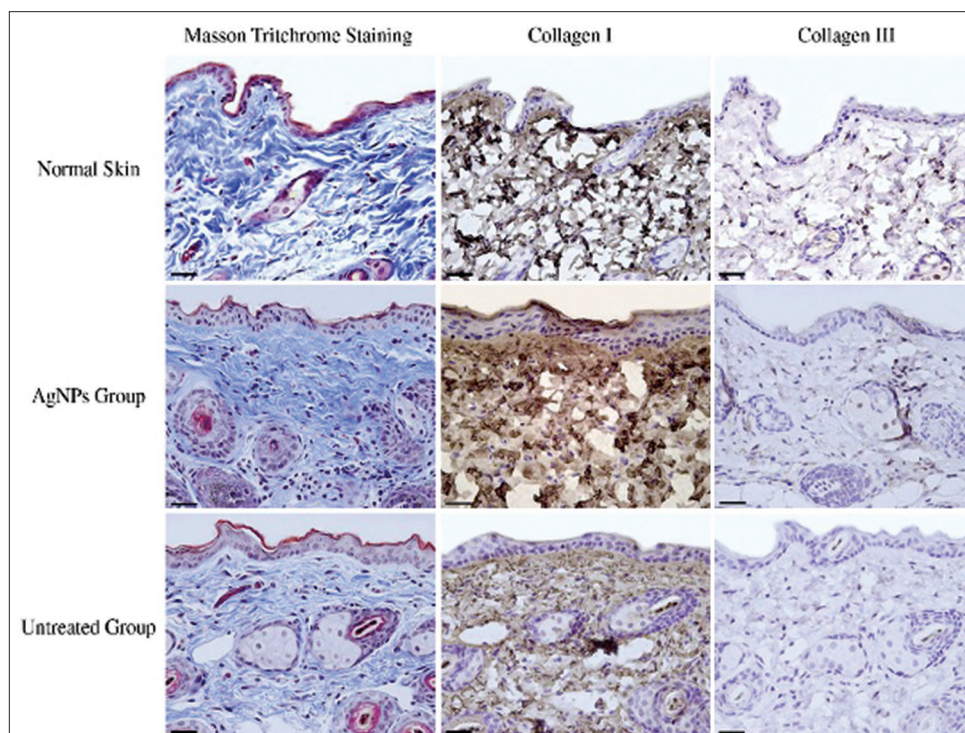 Masson Tritchrome Staining
Collagen I
Collagen III
Normal Skin
AgNPs Group
Untreated Group